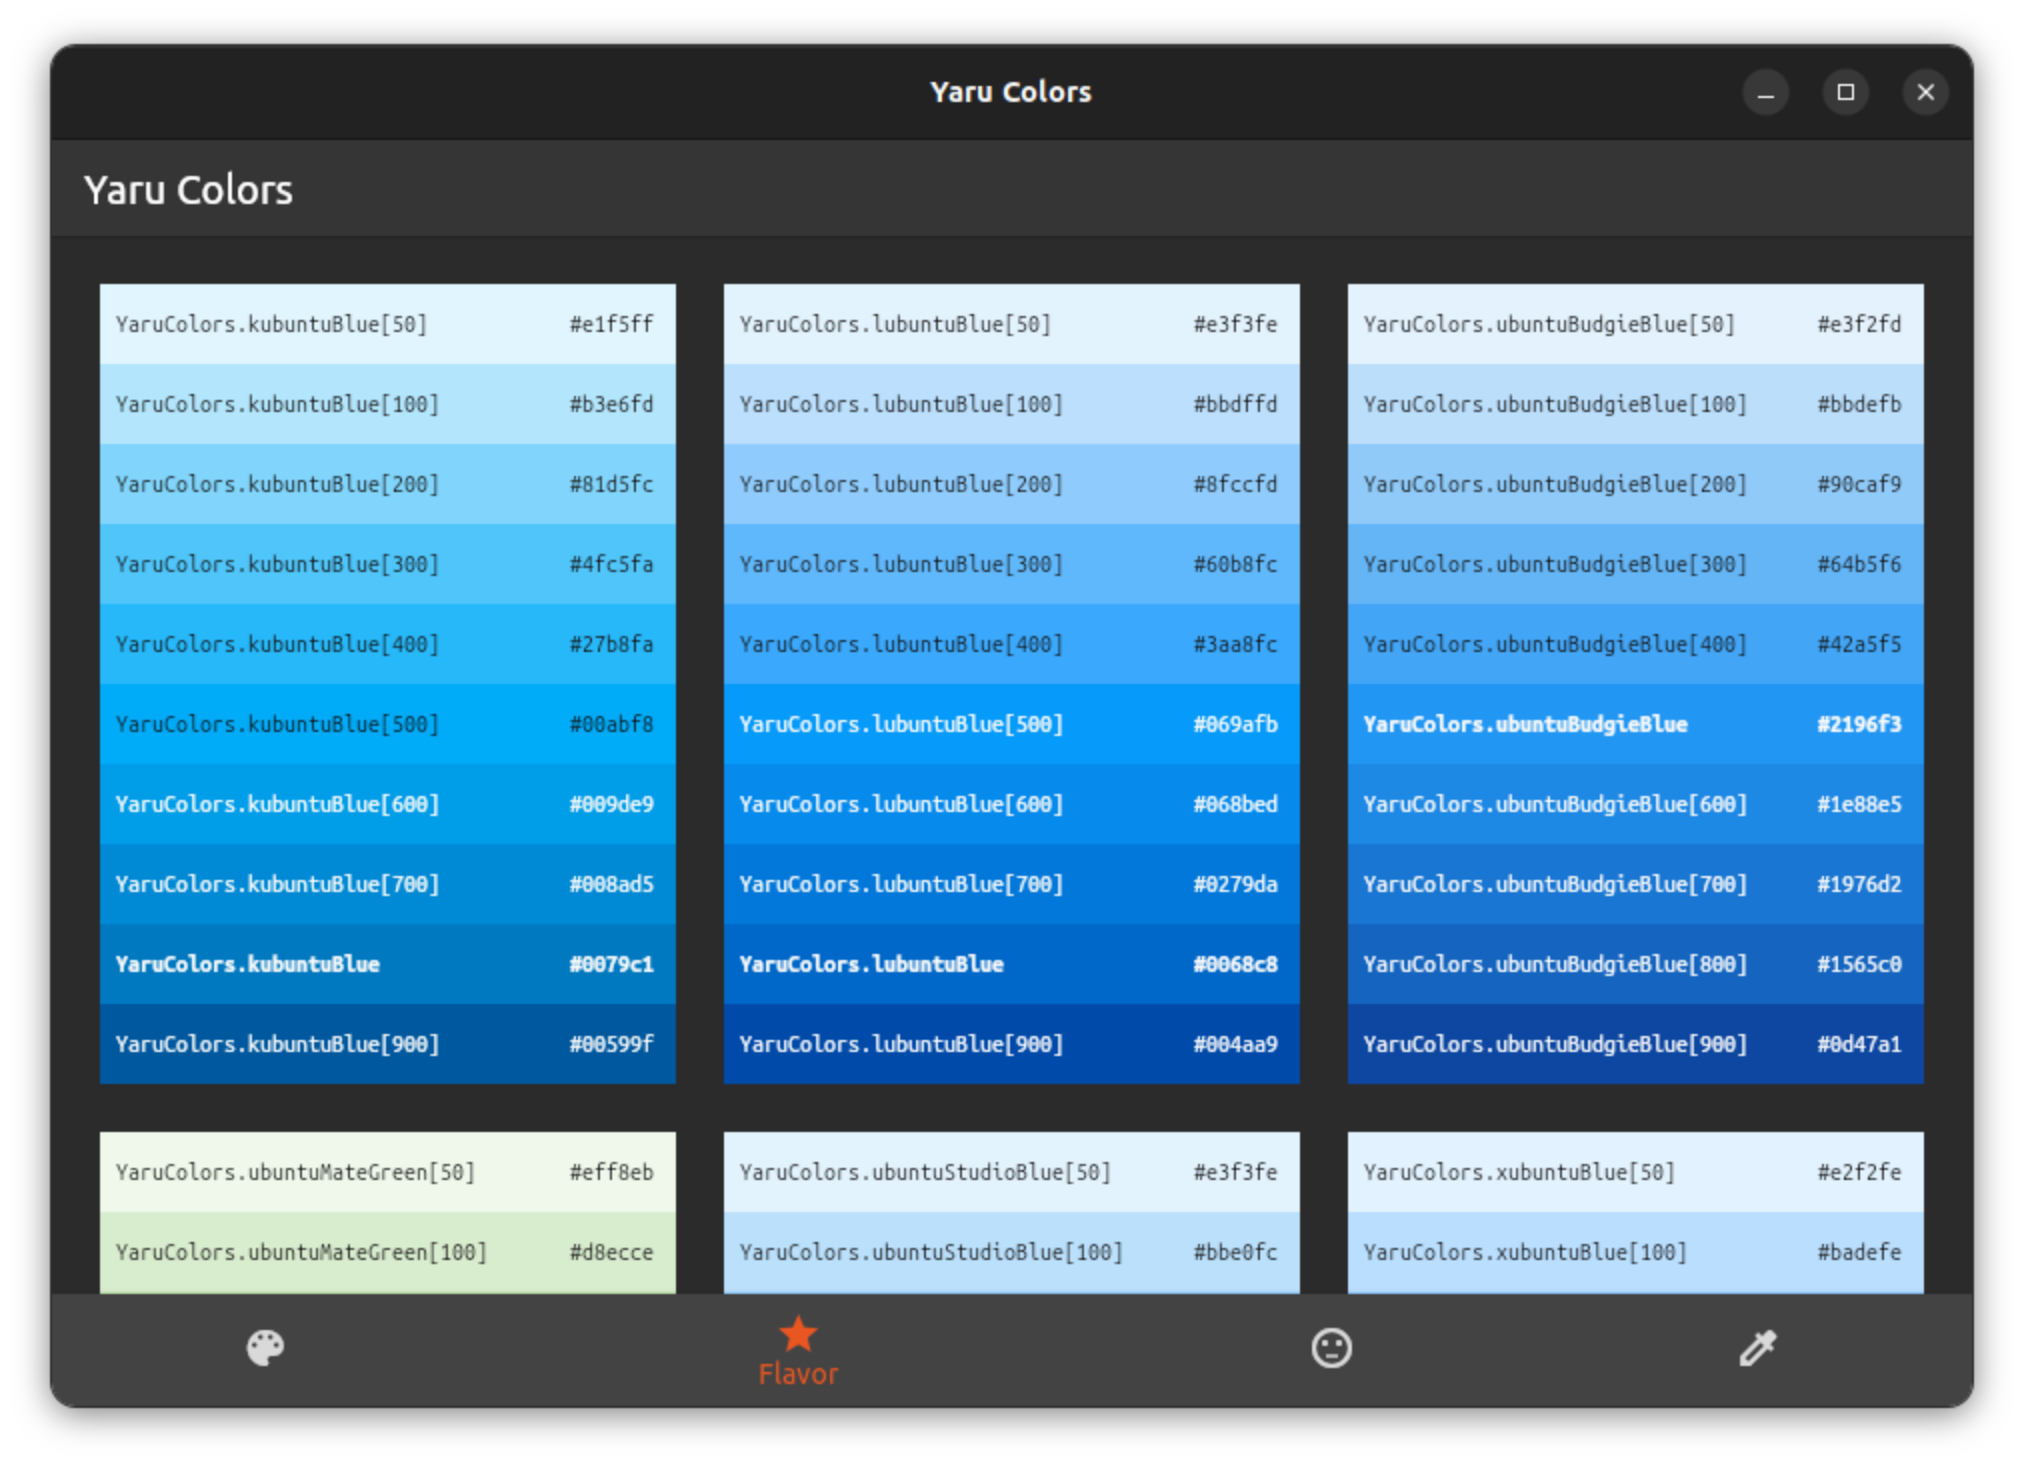 Yaru Colors
Yaru Colors
YaruColors.kubuntuBlue[50] #e1f5ff
YaruColors.kubuntuBlue[100] #b3e6fd
YaruColors.kubuntuBlue[200] #81d5fc
YaruColors.kubuntuBlue[300] #4fc5fa
YaruColors.kubuntuBlue[400] #27b8fa
YaruColors.kubuntuBlue[500] #00abf8
YaruColors.kubuntuBlue[600] #009de9
YaruColors.kubuntuBlue[700] #008ad5
YaruColors.kubuntuBlue #0079c1
YaruColors.kubuntuBlue[900] #00599f
YaruColors.lubuntuBlue[50] #e3f3fe
YaruColors.lubuntuBlue[100] #bbdffd
YaruColors.lubuntuBlue[200] #8fccfd
YaruColors.lubuntuBlue[300] #60b8fc
YaruColors.lubuntuBlue[400] #3aa8fc
YaruColors.lubuntuBlue[500] #069afb
YaruColors.lubuntuBlue[600] #068bed
YaruColors.lubuntuBlue[700] #0279da
YaruColors.lubuntuBlue #0068c8
YaruColors.lubuntuBlue[900] #004aa9
YaruColors.ubuntuBudgieBlue[50] #e3f2fd
YaruColors.ubuntuBudgieBlue[100] #bbdefb
YaruColors.ubuntuBudgieBlue[200] #90caf9
YaruColors.ubuntuBudgieBlue[300] #64b5f6
YaruColors.ubuntuBudgieBlue[400] #42a5f5
YaruColors.ubuntuBudgieBlue #2196f3
YaruColors.ubuntuBudgieBlue[600] #1e88e5
YaruColors.ubuntuBudgieBlue[700] #1976d2
YaruColors.ubuntuBudgieBlue[800] #1565c0
YaruColors.ubuntuBudgieBlue[900] #0d47a1
YaruColors.ubuntuMateGreen[50] #eff8eb
YaruColors.ubuntuMateGreen[100] #d8ecce
YaruColors.ubuntuStudioBlue[50] #e3f3fe
YaruColors.ubuntuStudioBlue[100] #bbe0fc
YaruColors.xubuntuBlue[50] #e2f2fe
YaruColors.xubuntuBlue[100] #badefe
Flavor